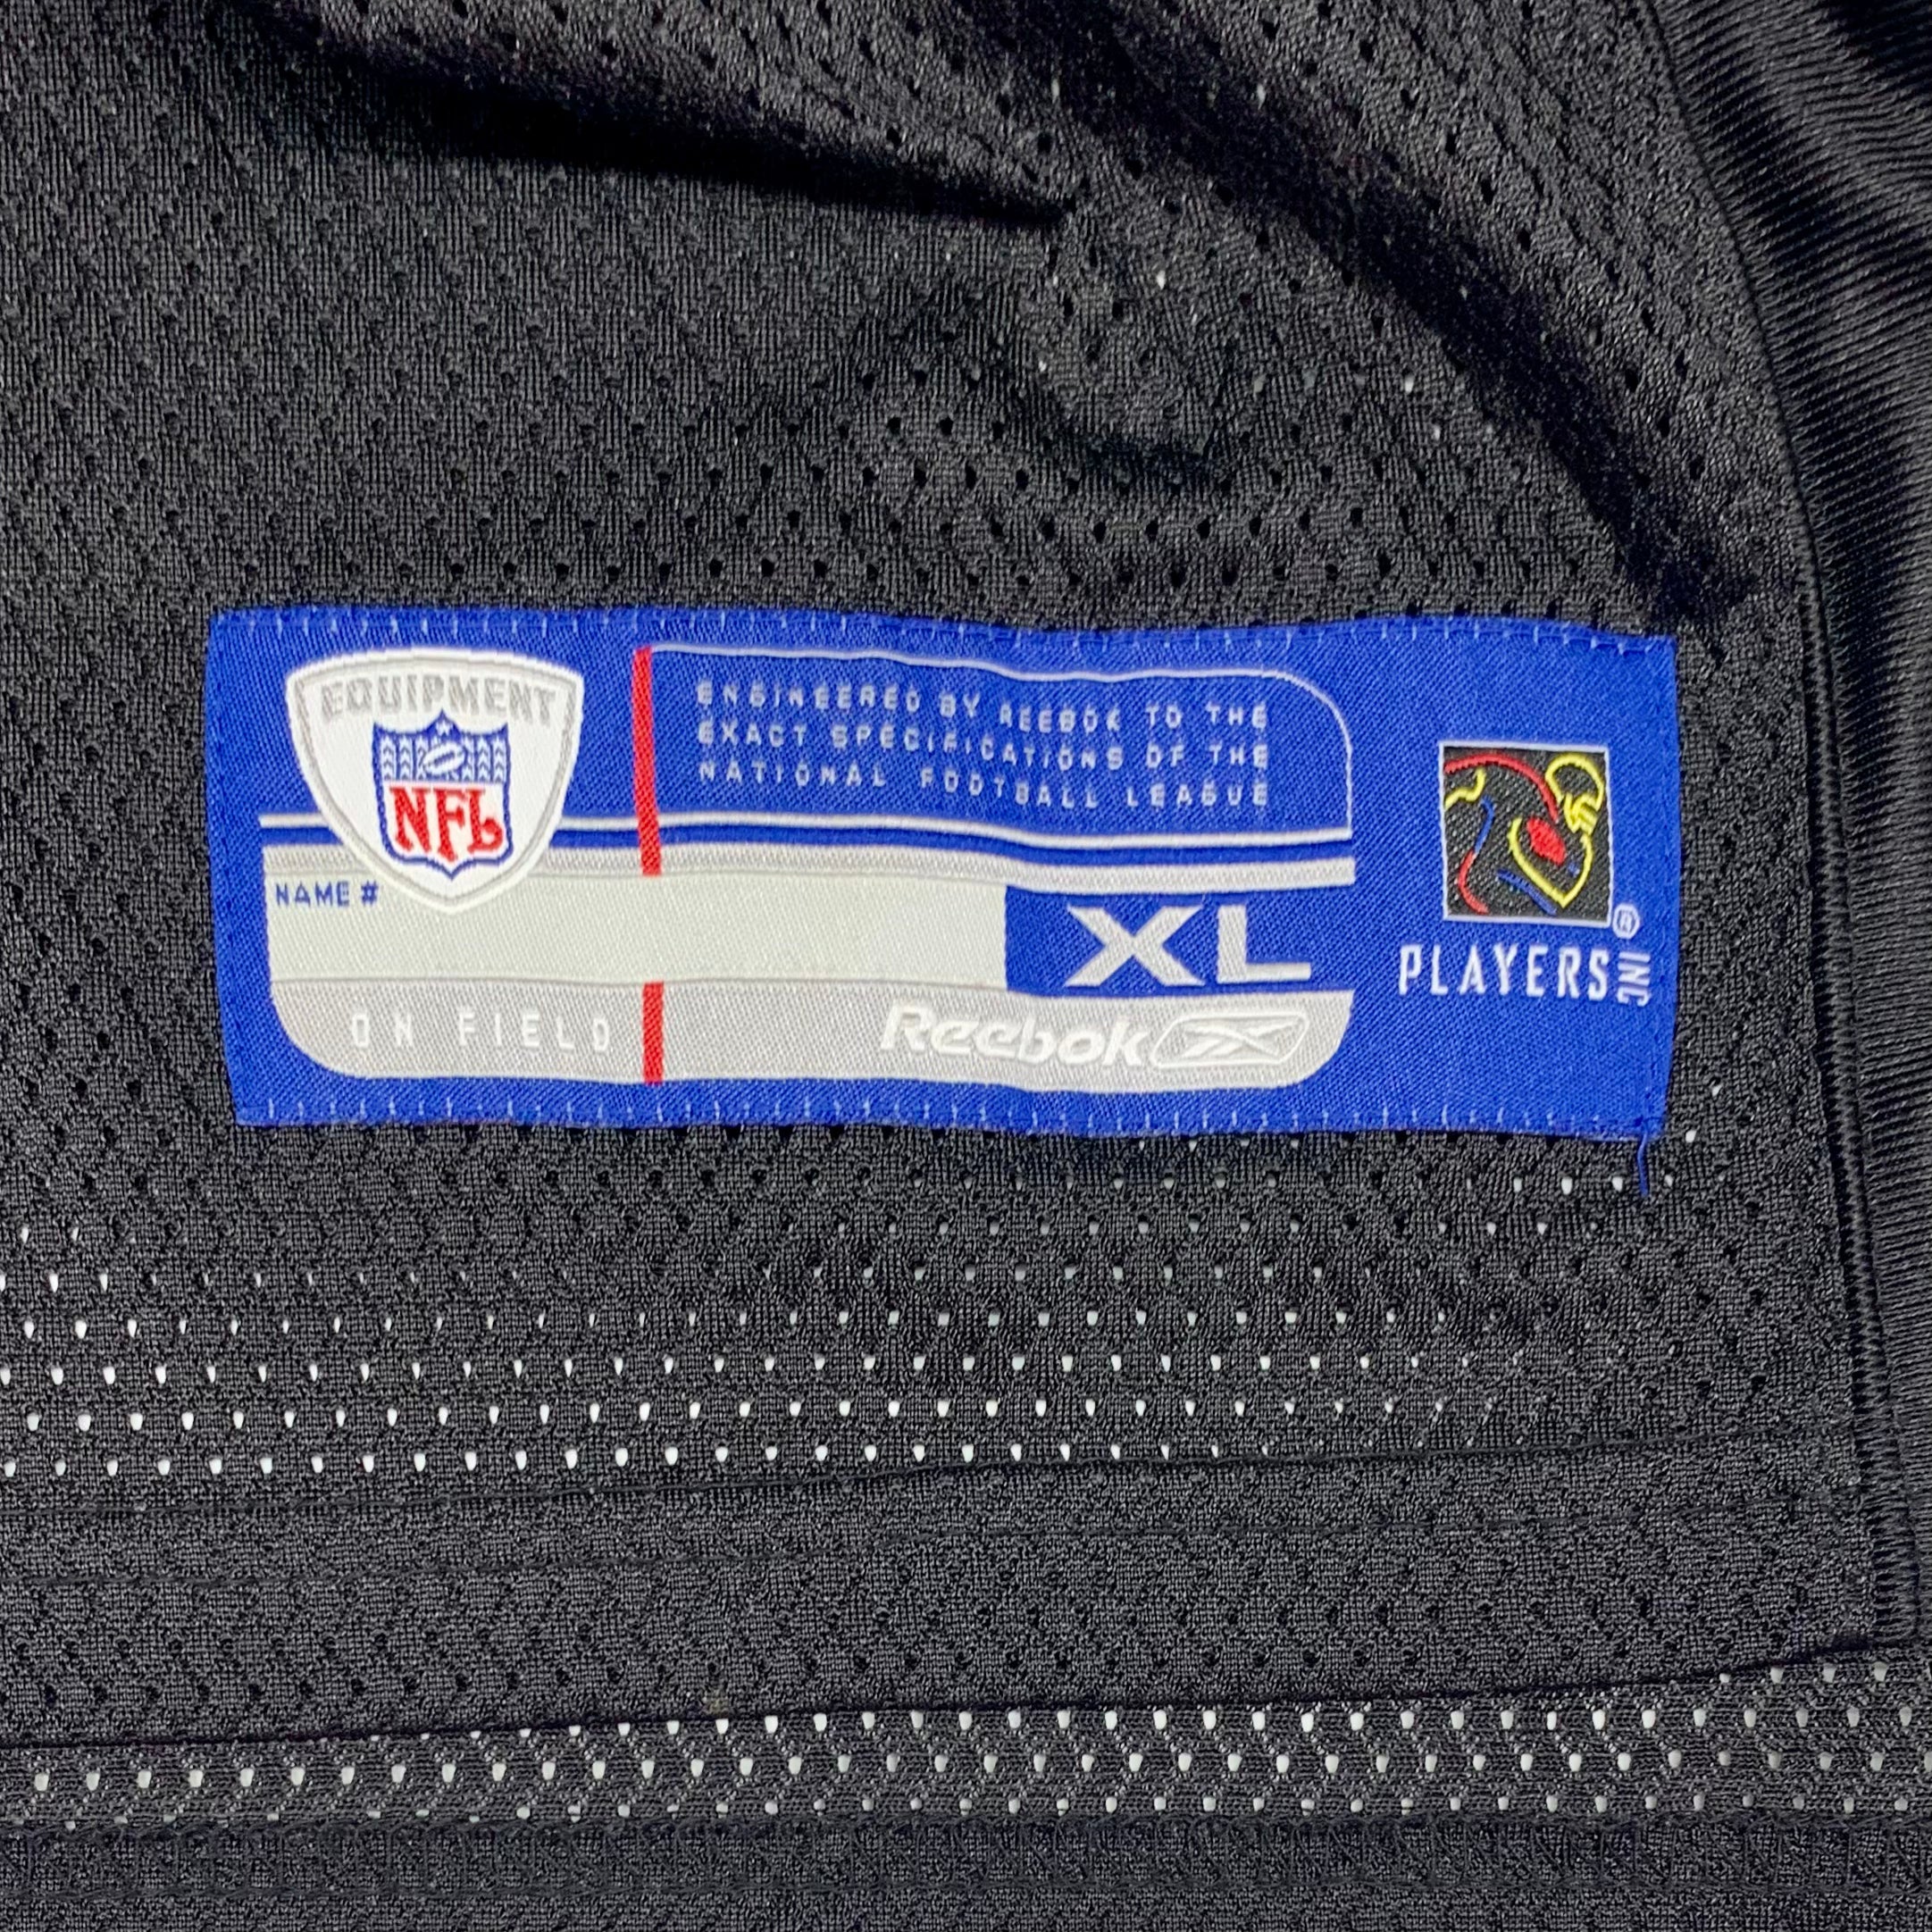 EQUIPMENT
NFL
ENGINEERED BY REEBOK TO THE
EXACT SPECIFICATIONS OF THE
NATIONAL FOOTBALL LEAGUE
NAME #
XL
ON FIELD
Reebok
®
PLAYERS INC